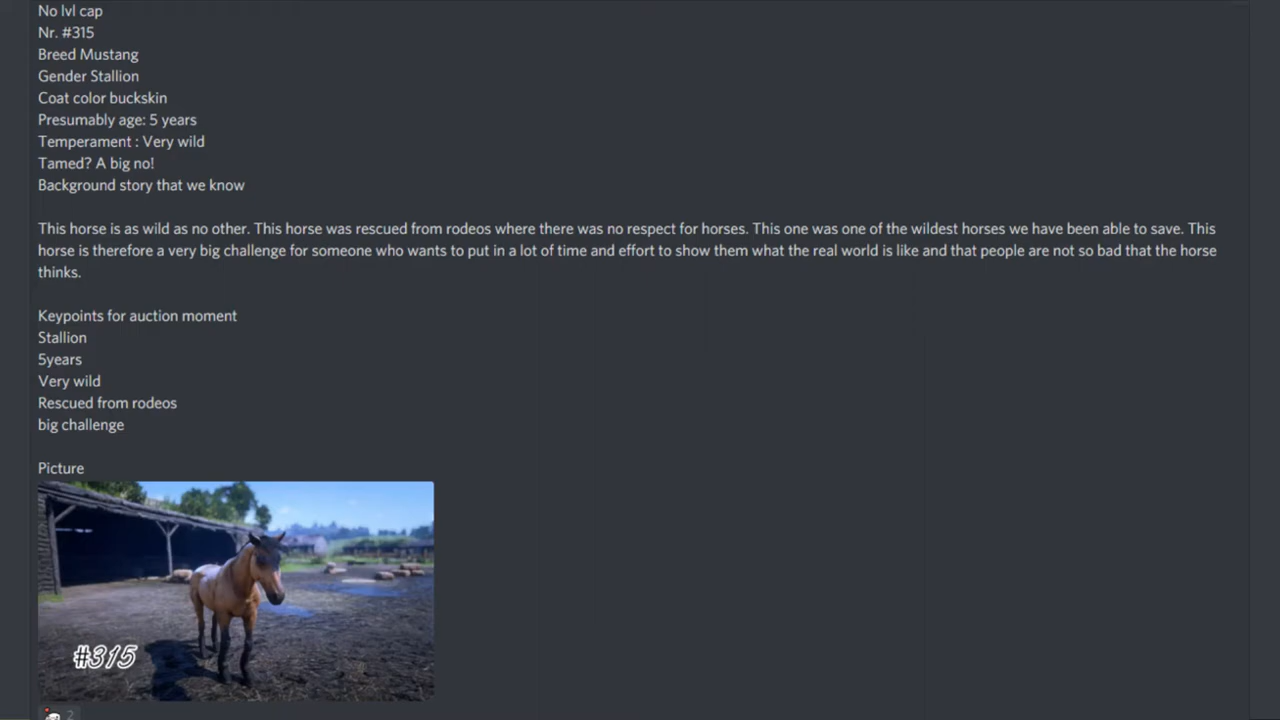 No lvl cap
Nr. #315
Breed Mustang
Gender Stallion
Coat color buckskin
Presumably age: 5 years
Temperament : Very wild
Tamed? A big no!
Background story that we know
This horse is as wild as no other. This horse was rescued from rodeos where there was no respect for horses. This one was one of the wildest horses we have been able to save. This
horse is therefore a very big challenge for someone who wants to put in a lot of time and effort to show them what the real world is like and that people are not so bad that the horse
thinks.
Keypoints for auction moment
Stallion
5years
Very wild
Rescued from rodeos
big challenge
Picture
#315
2